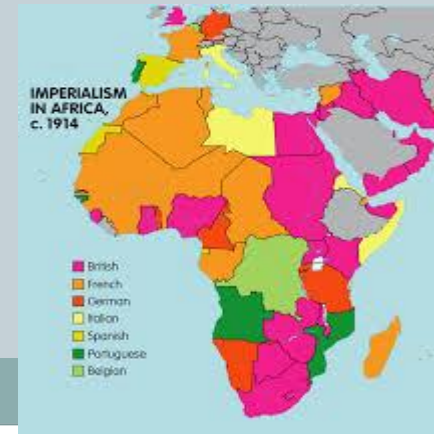 IMPERIALISM
IN AFRICA,
c. 1914
British
French
German
Italian
Spanish
Portuguese
Belgian